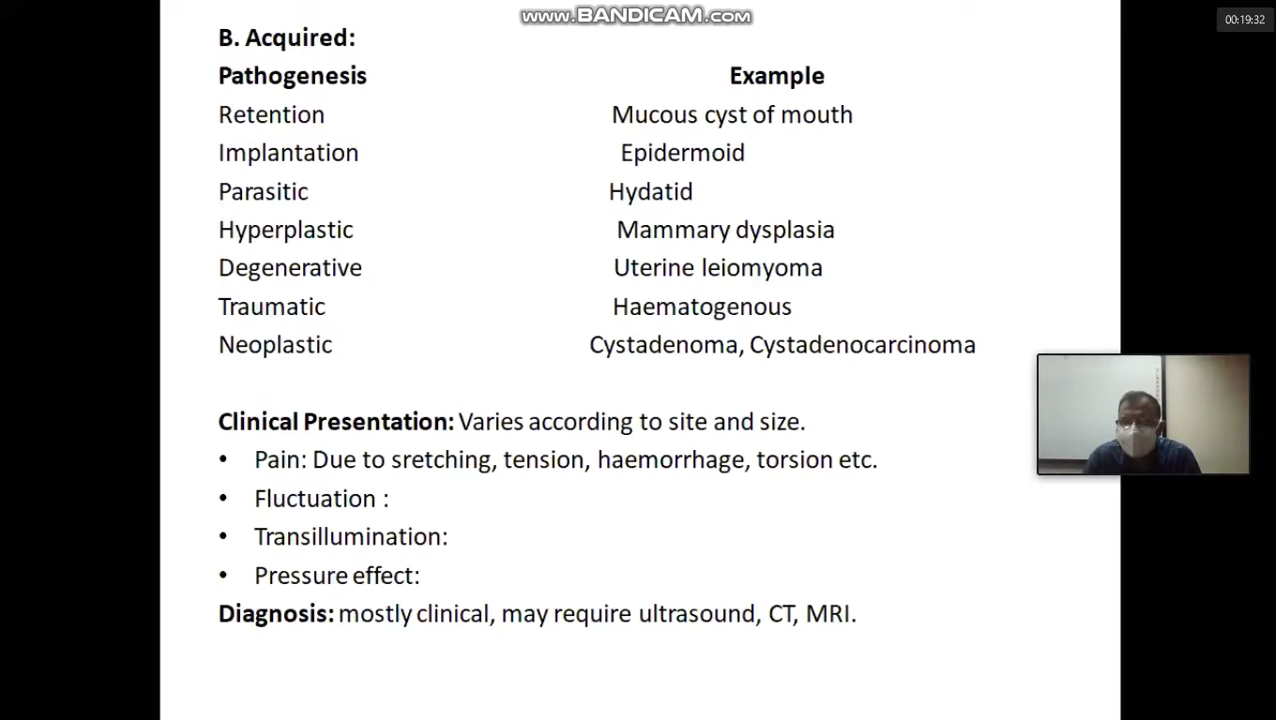 www.BANDICAM.com
00:19:32
B. Acquired:
Pathogenesis Example
Retention Mucous cyst of mouth
Implantation Epidermoid
Parasitic Hydatid
Hyperplastic Mammary dysplasia
Degenerative Uterine leiomyoma
Traumatic Haematogenous
Neoplastic Cystadenoma, Cystadenocarcinoma
Clinical Presentation: Varies according to site and size.
• Pain: Due to sretching, tension, haemorrhage, torsion etc.
• Fluctuation :
• Transillumination:
• Pressure effect:
Diagnosis: mostly clinical, may require ultrasound, CT, MRI.